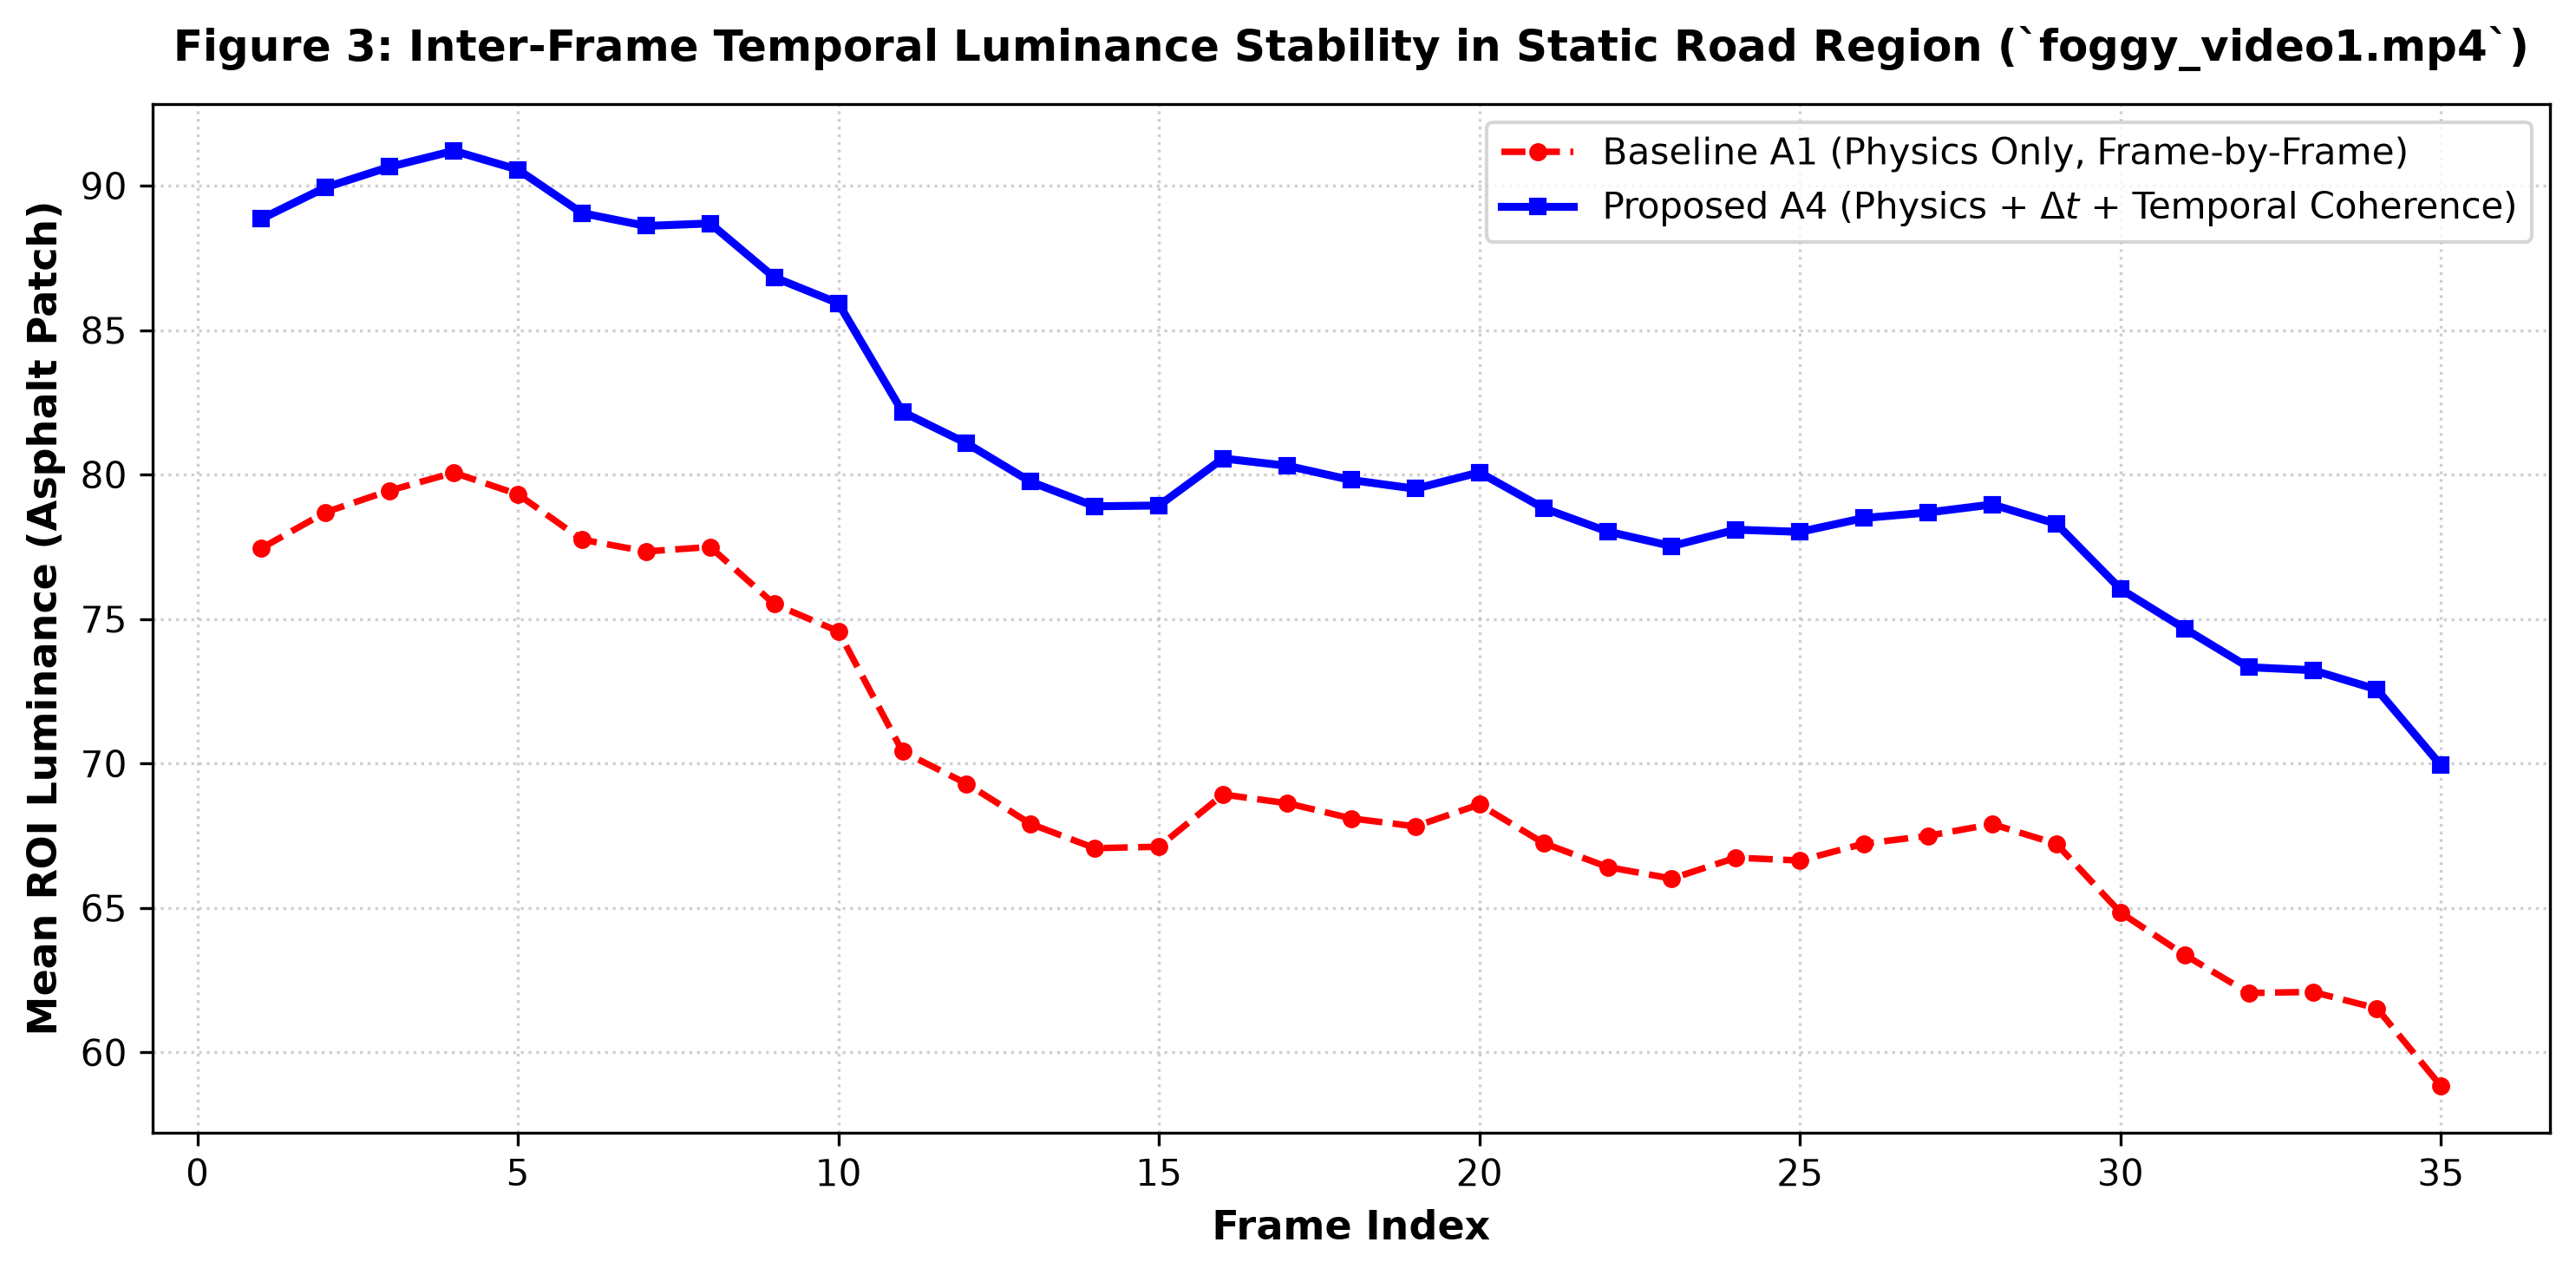 Figure 3: Inter-Frame Temporal Luminance Stability in Static Road Region (`foggy_video1.mp4`)
Baseline A1 (Physics Only, Frame-by-Frame)
Proposed A4 (Physics + Δt + Temporal Coherence)
Mean ROI Luminance (Asphalt Patch)
90
85
80
75
70
65
60
0 5 10 15 20 25 30 35
Frame Index